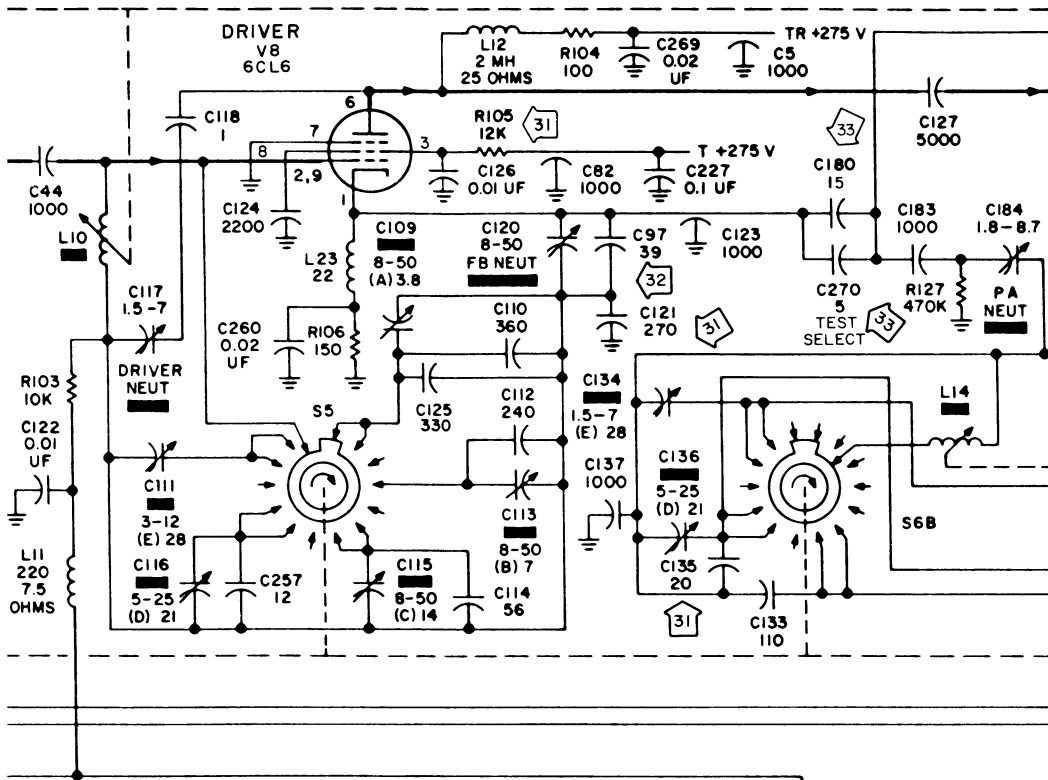 DRIVER
V8
6CL6
L12
2 MH
25 OHMS
R104
100
C269
0.02
UF
TR +275 V
C5
1000
C118
1
6
7
8
2,9
3
1
R105
12K
31
T +275 V
C126
0.01 UF
C82
1000
C227
0.1 UF
33
C127
5000
C44
1000
L10
C124
2200
C180
15
C109
8-50
(A) 3.8
C120
8-50
FB NEUT
C97
39
C123
1000
C183
1000
C184
1.8-8.7
L23
22
32
C270
5
TEST
SELECT
33
R127
470K
PA
NEUT
C117
1.5-7
DRIVER
NEUT
C260
0.02
UF
R106
150
C110
360
C121
270
31
R103
10K
C122
0.01
UF
S5
C125
330
C112
240
C134
1.5-7
(E) 28
L14
C111
3-12
(E) 28
C113
8-50
(B) 7
C137
1000
C136
5-25
(D) 21
S6B
L11
220
7.5
OHMS
C116
5-25
(D) 21
C257
12
C115
8-50
(C) 14
C114
56
C135
20
31
C133
110